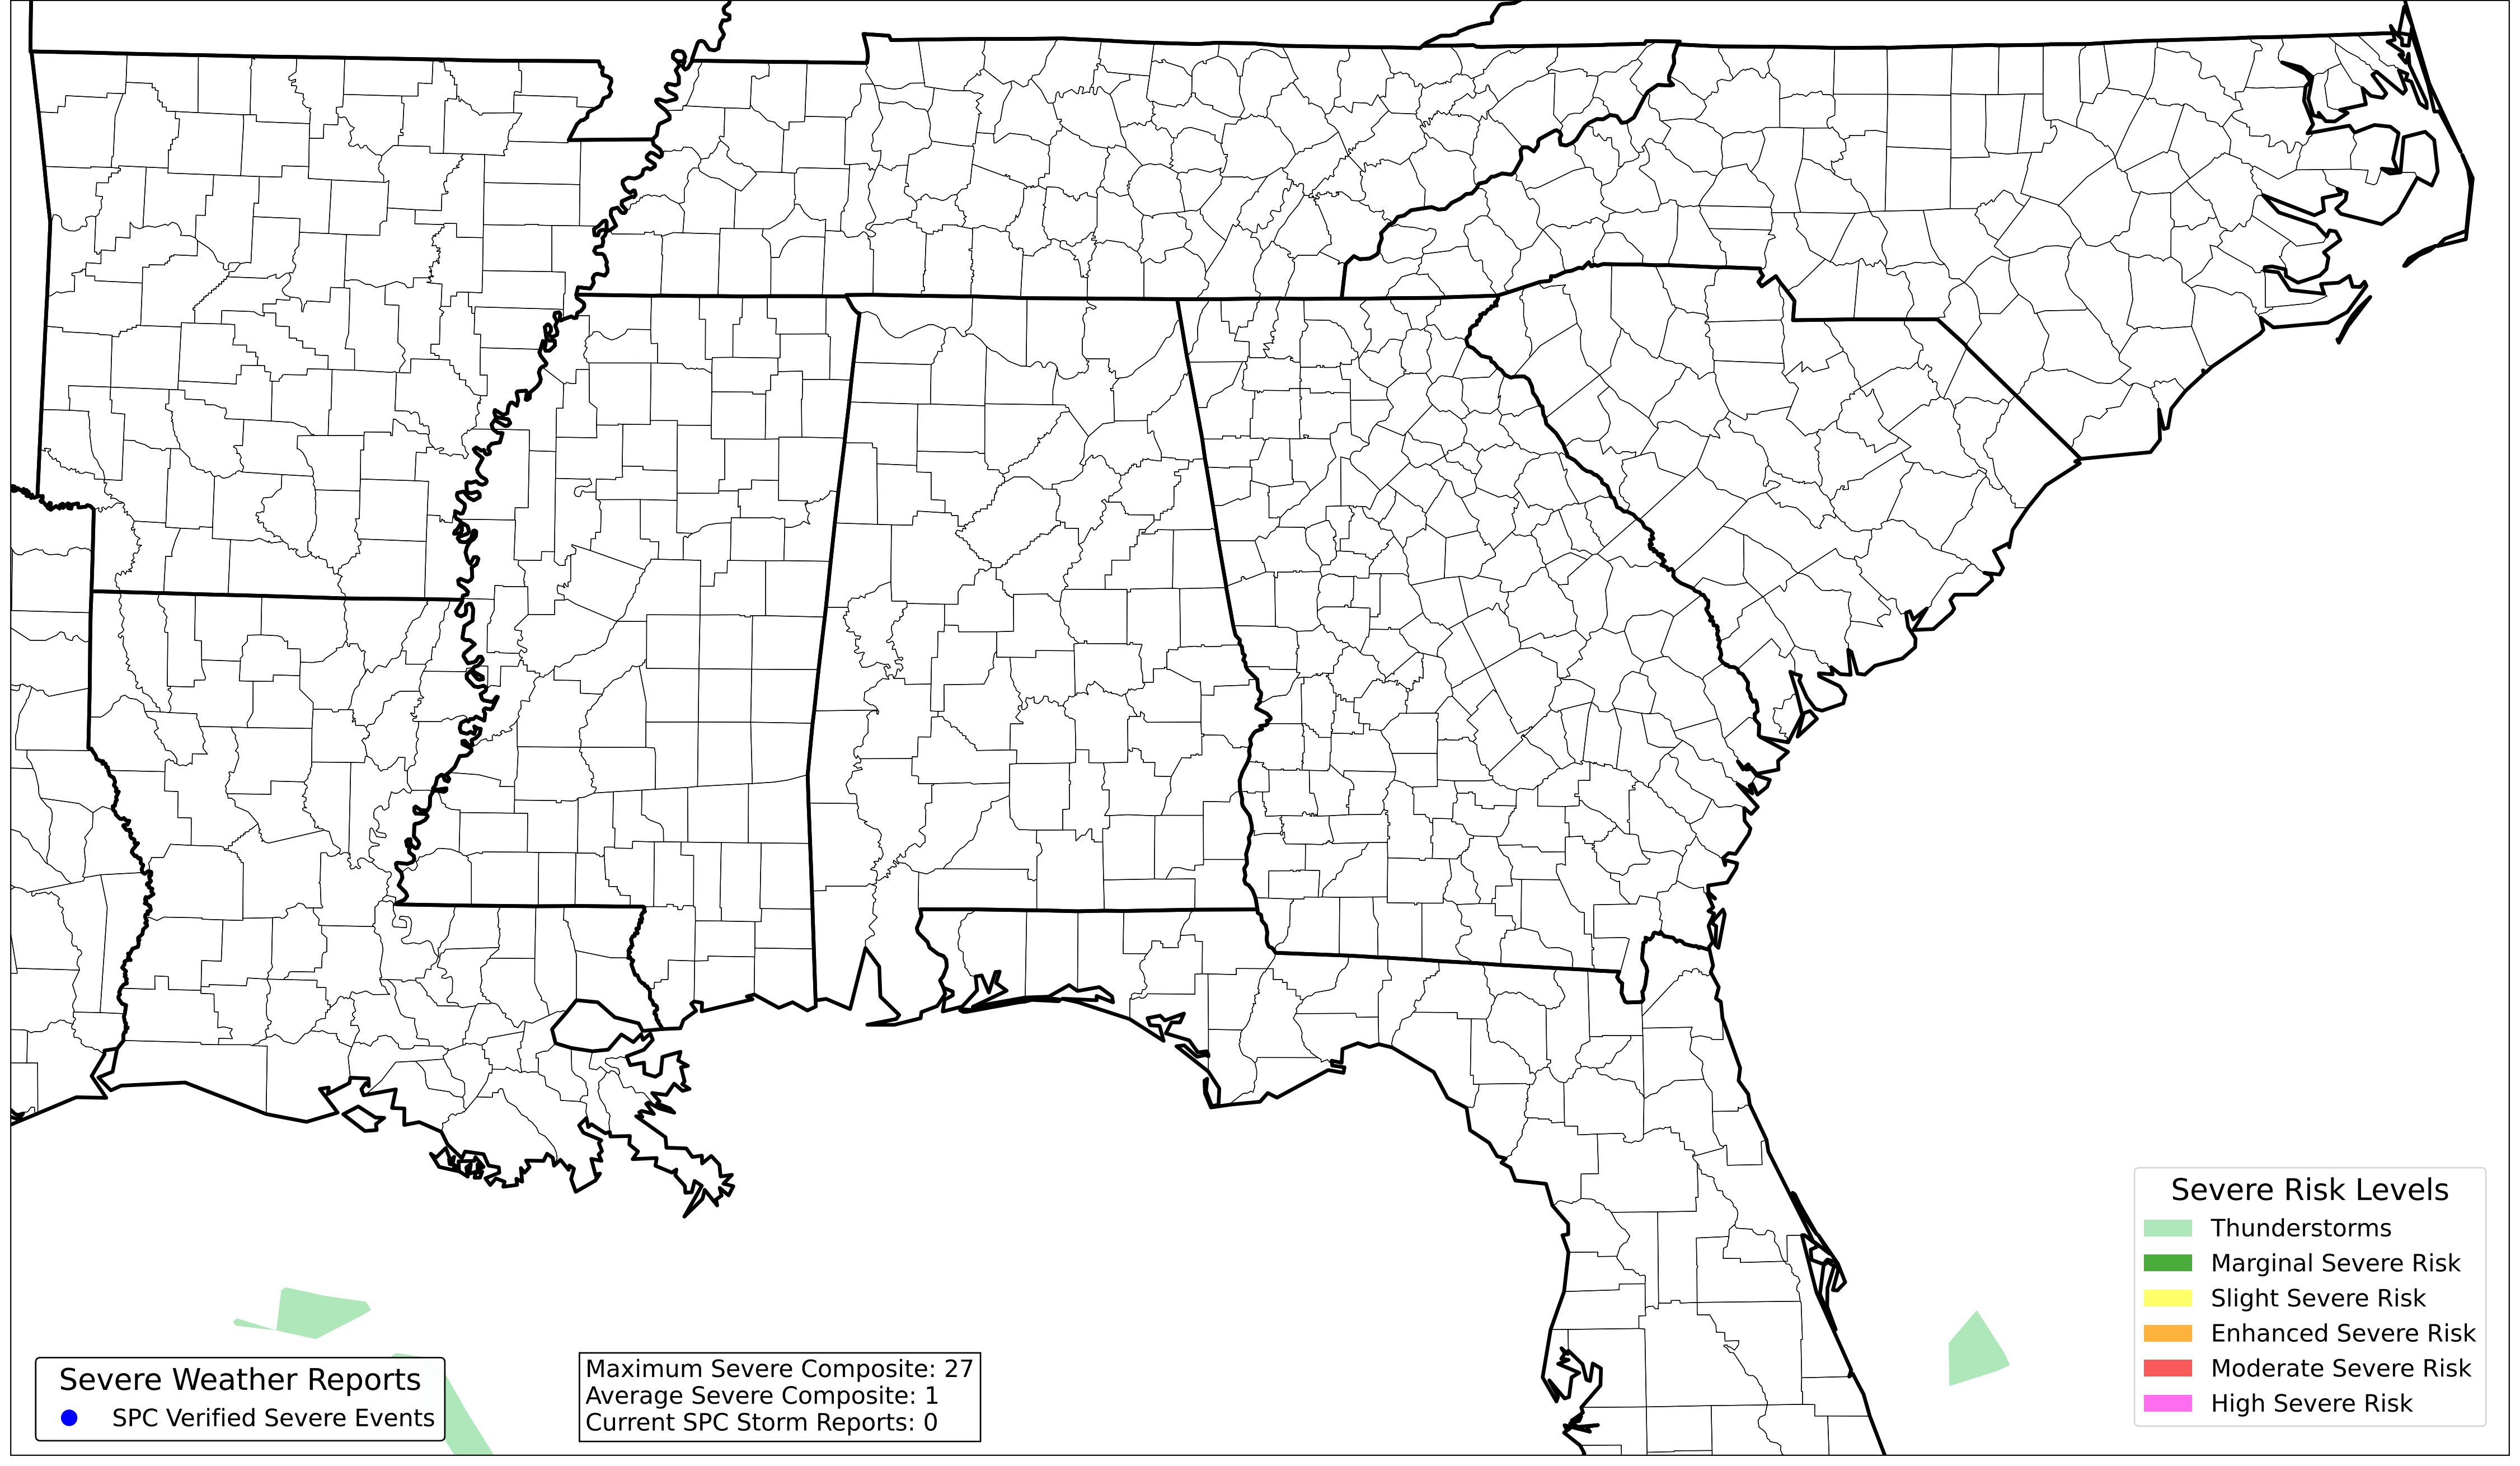 Severe Risk Levels
Thunderstorms
Marginal Severe Risk
Slight Severe Risk
Enhanced Severe Risk
Moderate Severe Risk
High Severe Risk
Severe Weather Reports
SPC Verified Severe Events
Maximum Severe Composite: 27
Average Severe Composite: 1
Current SPC Storm Reports: 0